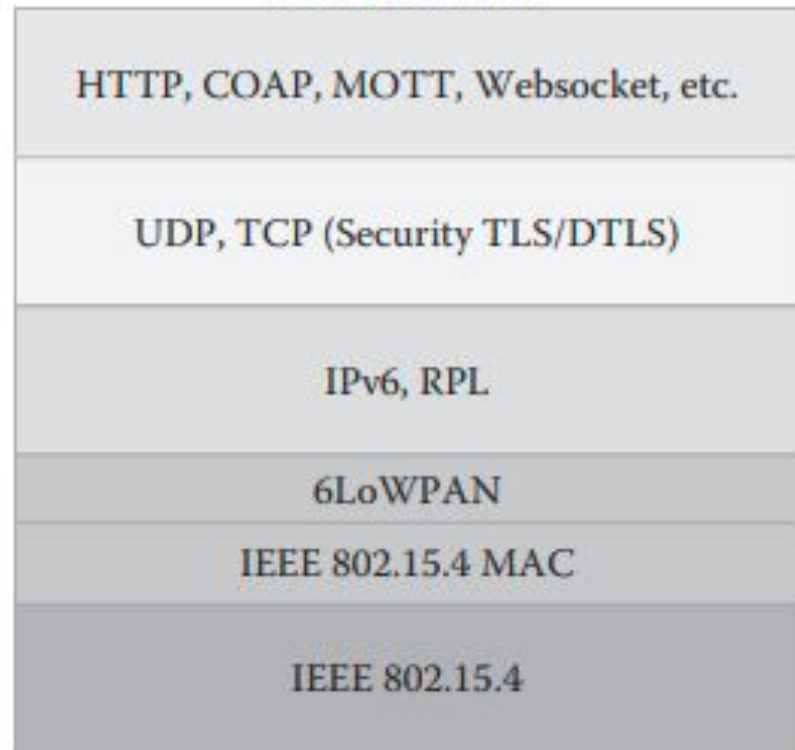 HTTP, COAP, MOTT, Websocket, etc.
UDP, TCP (Security TLS/DTLS)
IPv6, RPL
6LoWPAN
IEEE 802.15.4 MAC
IEEE 802.15.4